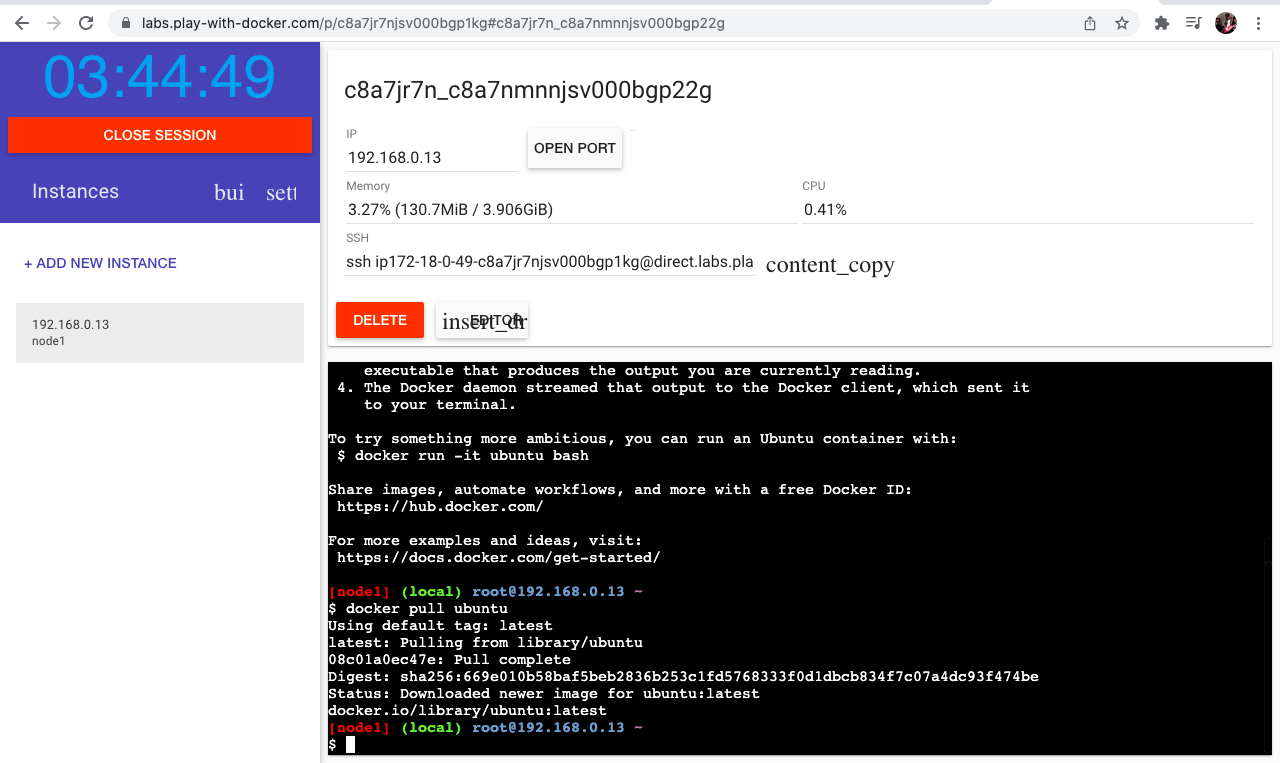 labs.play-with-docker.com/p/c8a7jr7njsv000bgp1kg#c8a7jr7n_c8a7nmnnjsv000bgp22g
03:44:49
CLOSE SESSION
Instances bui sett
+ ADD NEW INSTANCE
192.168.0.13
node1
c8a7jr7n_c8a7nmnnjsv000bgp22g
IP
192.168.0.13
OPEN PORT
Memory
3.27% (130.7MiB / 3.906GiB)
CPU
0.41%
SSH
ssh ip172-18-0-49-c8a7jr7njsv000bgp1kg@direct.labs.pla
content_copy
DELETE
insert_dr EDITOR
executable that produces the output you are currently reading.
4. The Docker daemon streamed that output to the Docker client, which sent it
to your terminal.
To try something more ambitious, you can run an Ubuntu container with:
$ docker run -it ubuntu bash
Share images, automate workflows, and more with a free Docker ID:
https://hub.docker.com/
For more examples and ideas, visit:
https://docs.docker.com/get-started/
[node1] (local) root@192.168.0.13 ~
$ docker pull ubuntu
Using default tag: latest
latest: Pulling from library/ubuntu
08c01a0ec47e: Pull complete
Digest: sha256:669e010b58baf5beb2836b253c1fd5768333f0d1dbcb834f7c07a4dc93f474be
Status: Downloaded newer image for ubuntu:latest
docker.io/library/ubuntu:latest
[node1] (local) root@192.168.0.13 ~
$